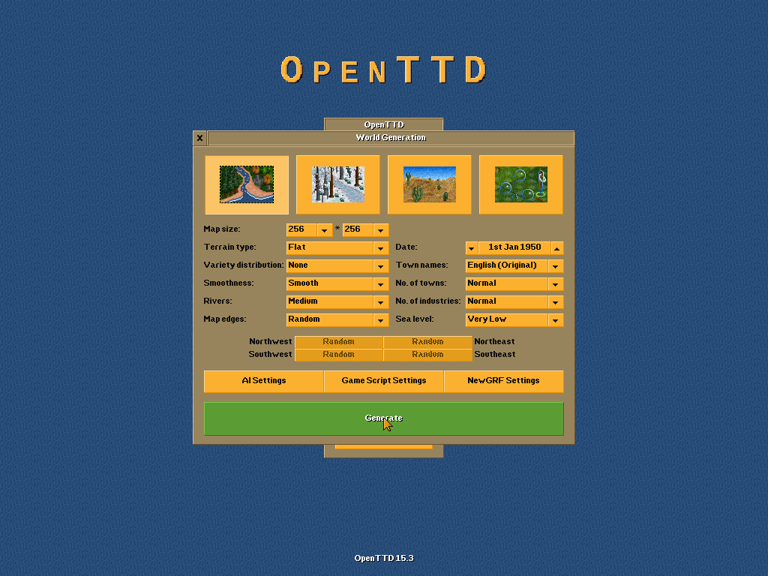 OPENTTD
OpenTTD
X World Generation
Map size: 256 * 256
Terrain type: Flat Date: 1st Jan 1950
Variety distribution: None Town names: English (Original)
Smoothness: Smooth No. of towns: Normal
Rivers: Medium No. of industries: Normal
Map edges: Random Sea level: Very Low
Northwest Random Random Northeast
Southwest Random Random Southeast
AI Settings Game Script Settings NewGRF Settings
Generate
OpenTTD 15.3